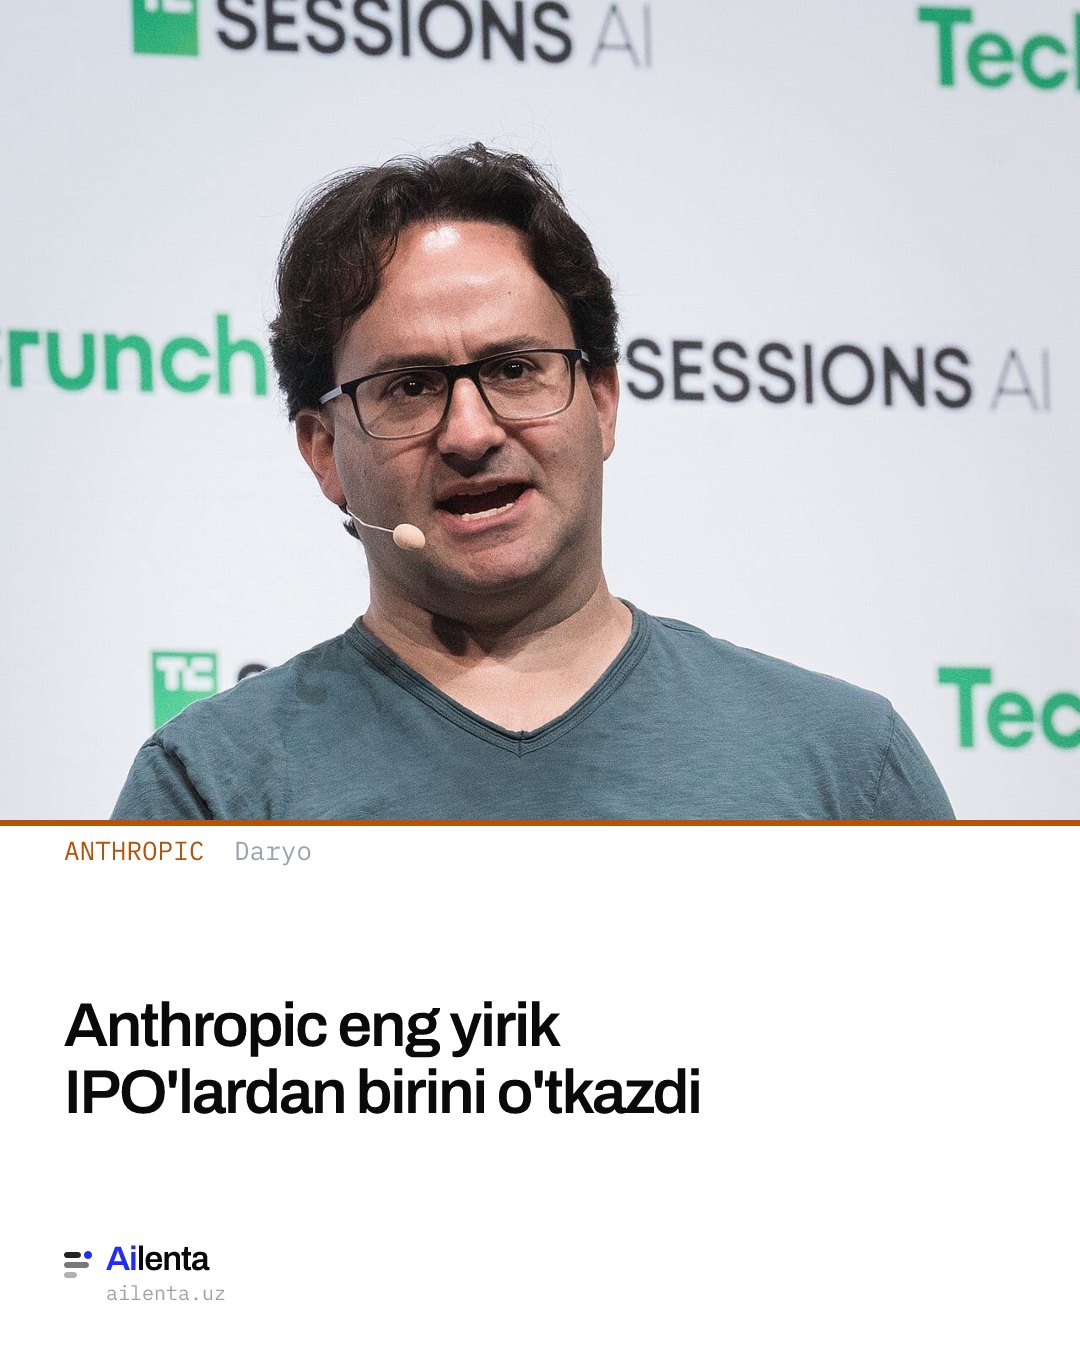 SESSIONS AI
Tec
runch
SESSIONS AI
TC
Tec
ANTHROPIC Daryo
Anthropic eng yirik
IPO'lardan birini o'tkazdi
Ailenta
ailenta.uz